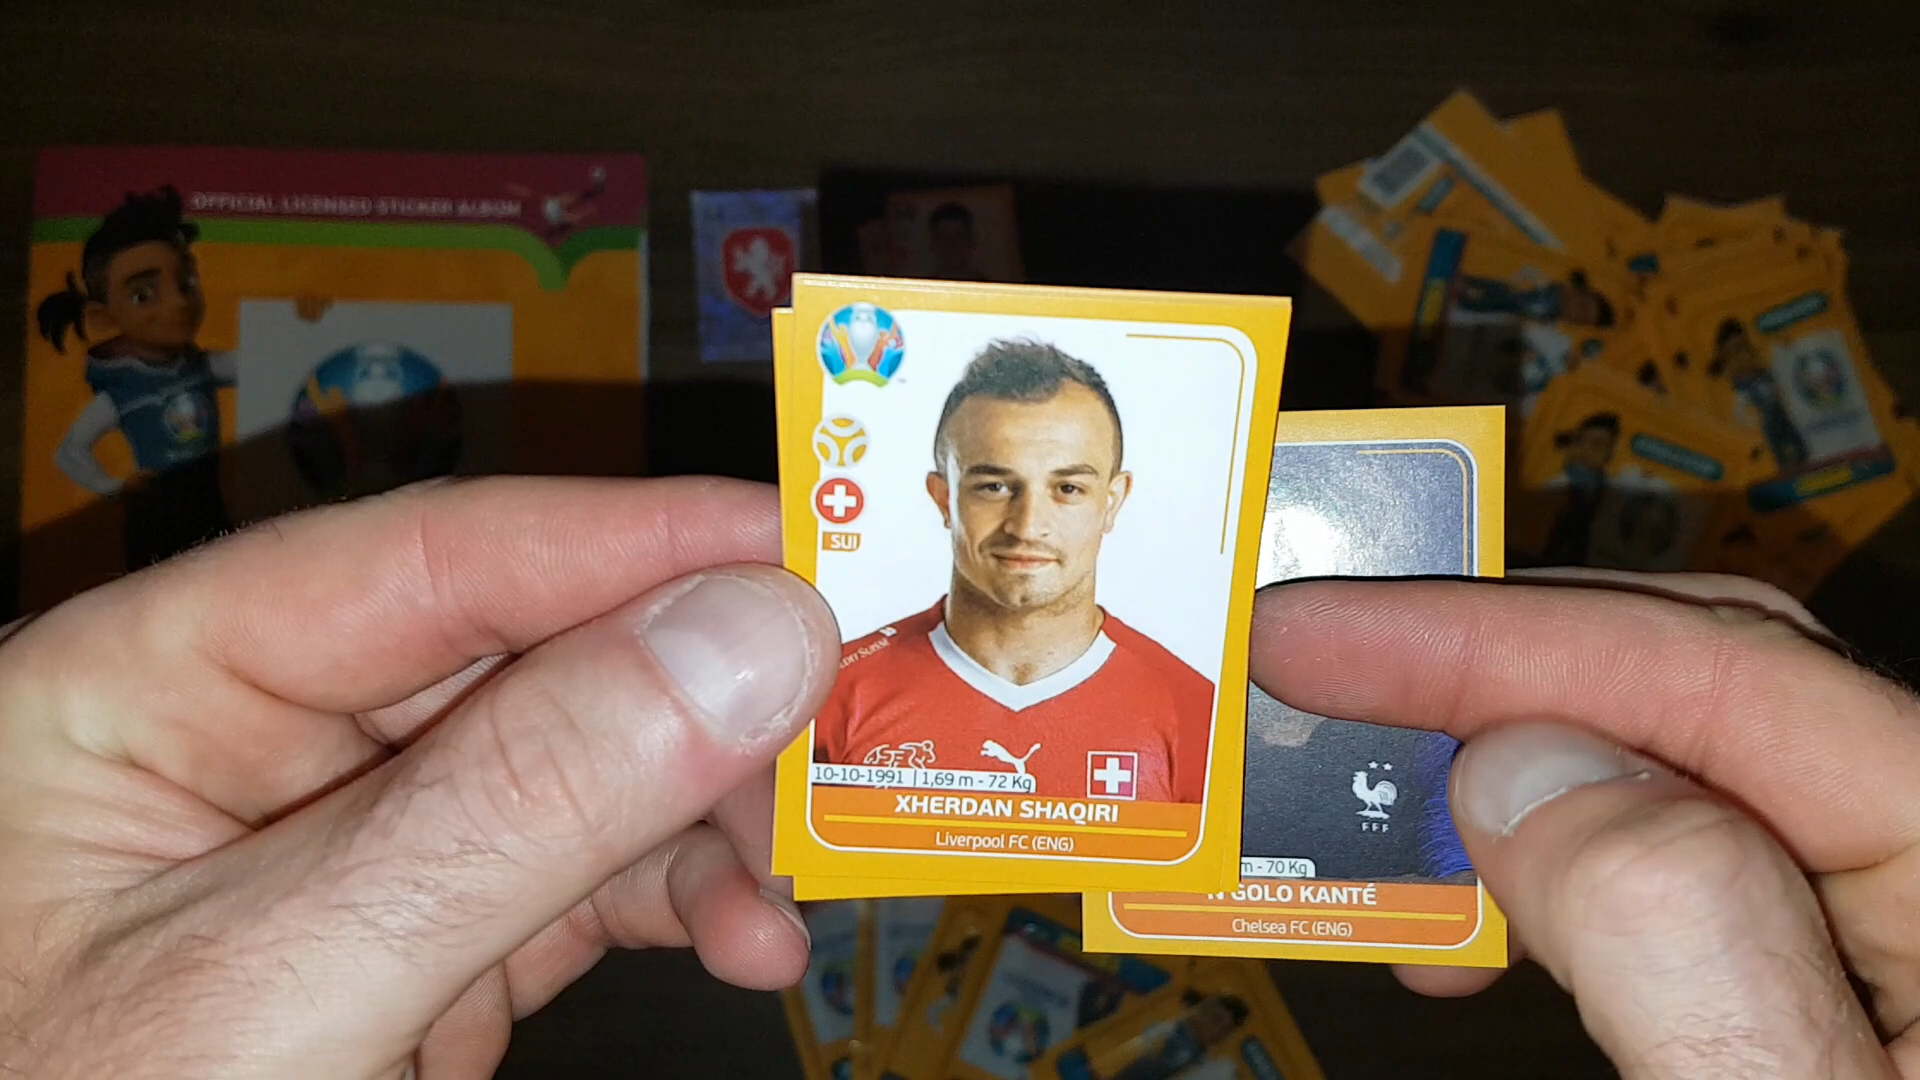 OFFICIAL LICENSED STICKER ALBUM
SUI
10-10-1991 | 1,69 m - 72 Kg
XHERDAN SHAQIRI
Liverpool FC (ENG)
FFF
m - 70 Kg
N'GOLO KANTÉ
Chelsea FC (ENG)